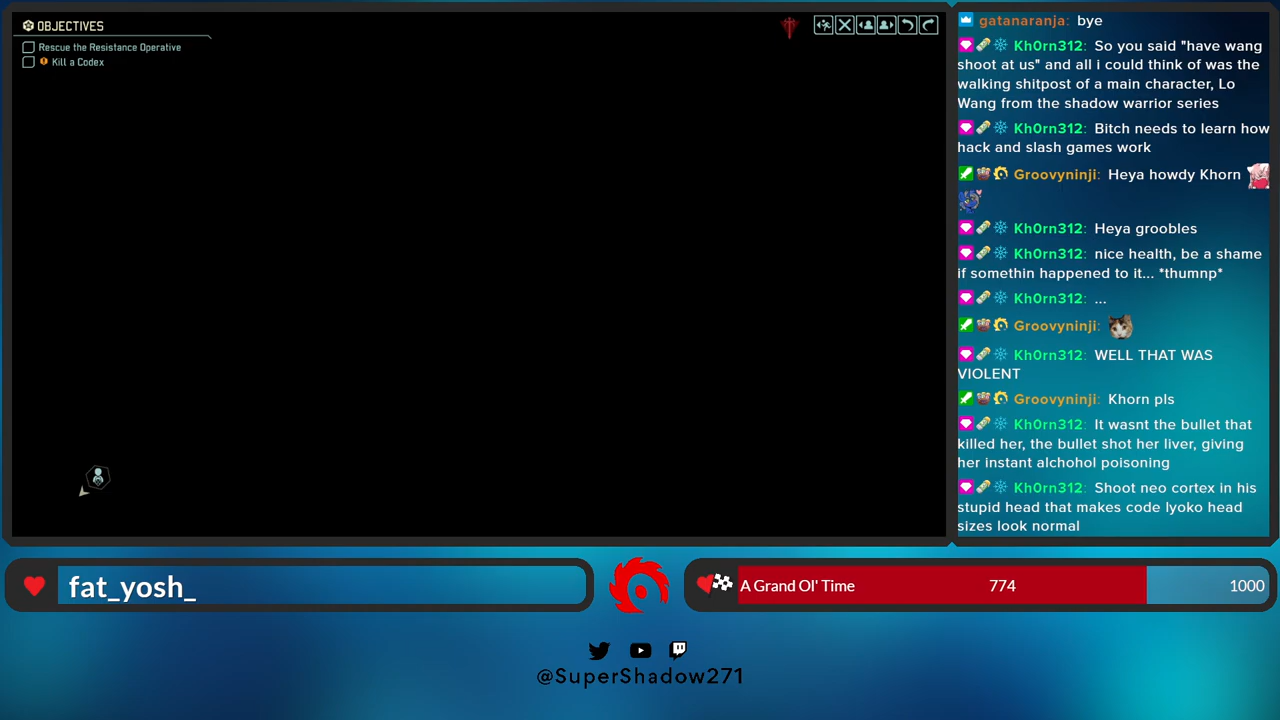 OBJECTIVES
Rescue the Resistance Operative
Kill a Codex
gatanaranja: bye
Kh0rn312: So you said "have wang
shoot at us" and all i could think of was the
walking shitpost of a main character, Lo
Wang from the shadow warrior series
Kh0rn312: Bitch needs to learn how
hack and slash games work
Groovyninji: Heya howdy Khorn
Kh0rn312: Heya groobles
Kh0rn312: nice health, be a shame
if somethin happened to it... *thumnp*
Kh0rn312: ...
Groovyninji:
Kh0rn312: WELL THAT WAS
VIOLENT
Groovyninji: Khorn pls
Kh0rn312: It wasnt the bullet that
killed her, the bullet shot her liver, giving
her instant alchohol poisoning
Kh0rn312: Shoot neo cortex in his
stupid head that makes code lyoko head
sizes look normal
fat_yosh_
A Grand Ol' Time 774 1000
@SuperShadow271